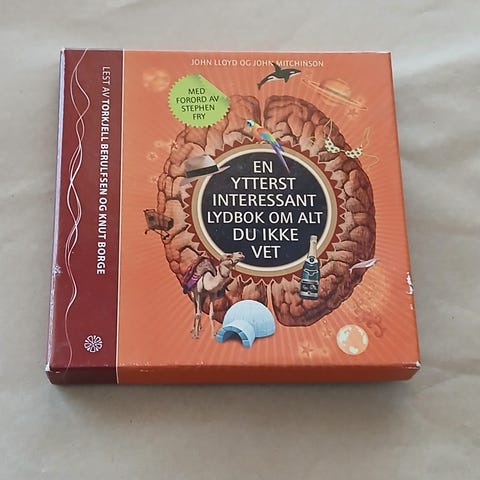 JOHN LLOYD OG JOHN MITCHINSON
MED
FORORD AV
STEPHEN
FRY
EN
YTTERST
INTERESSANT
LYDBOK OM ALT
DU IKKE
VET
LEST AV TORKJELL BERULFSEN OG KNUT BORGE